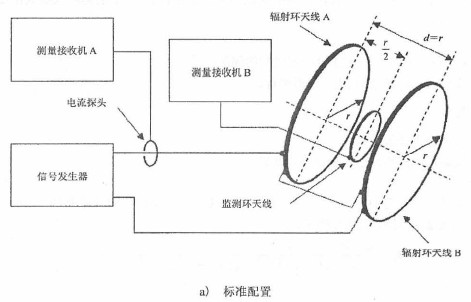 辐射环天线 A
d=r
r
2
测量接收机 A
测量接收机 B
电流探头
r
r
信号发生器
监测环天线
辐射环天线 B
a) 标准配置